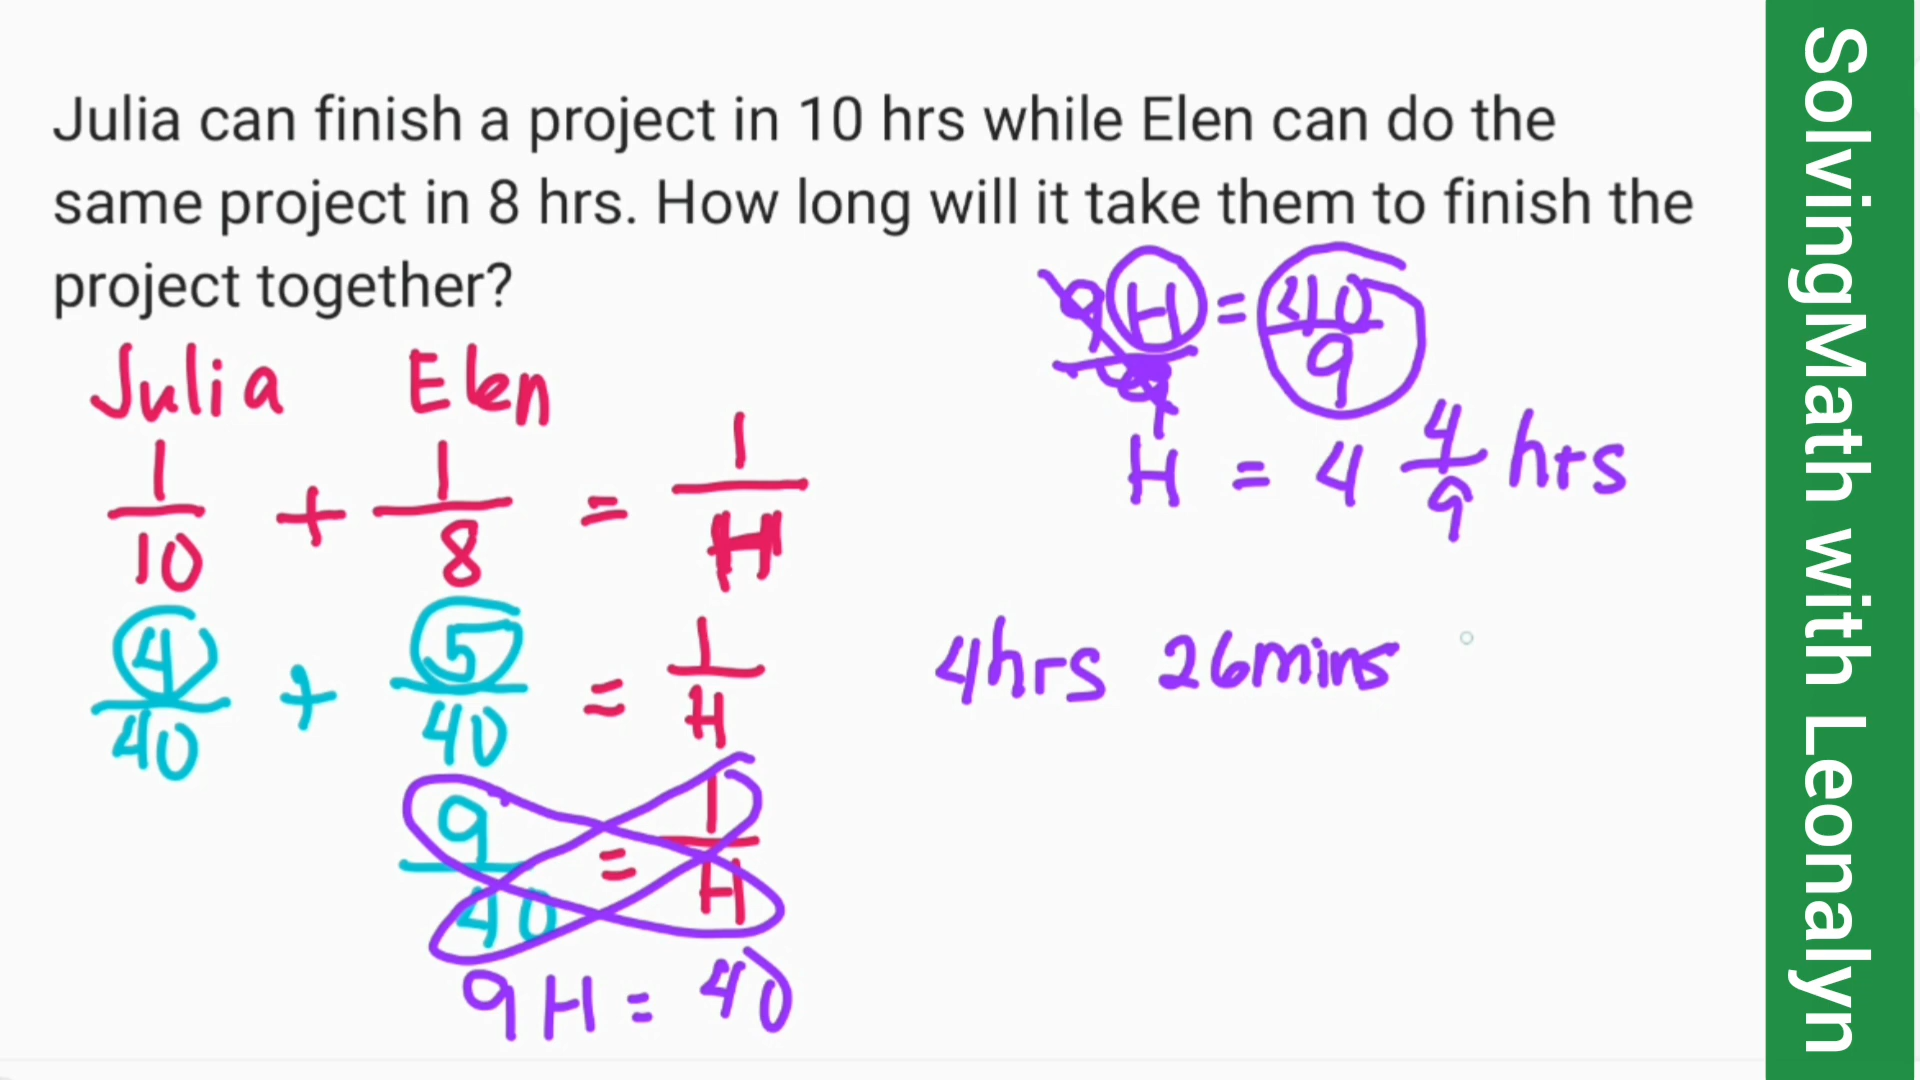 Julia can finish a project in 10 hrs while Elen can do the
same project in 8 hrs. How long will it take them to finish the
project together?
Julia Elen
1/10 + 1/8 = 1/H
4/40 + 5/40 = 1/H
9/40 = 1/H
9H = 40
9H/9 = 40/9
H = 4 4/9 hrs
4hrs 26mins
SolvingMath with Leonalyn